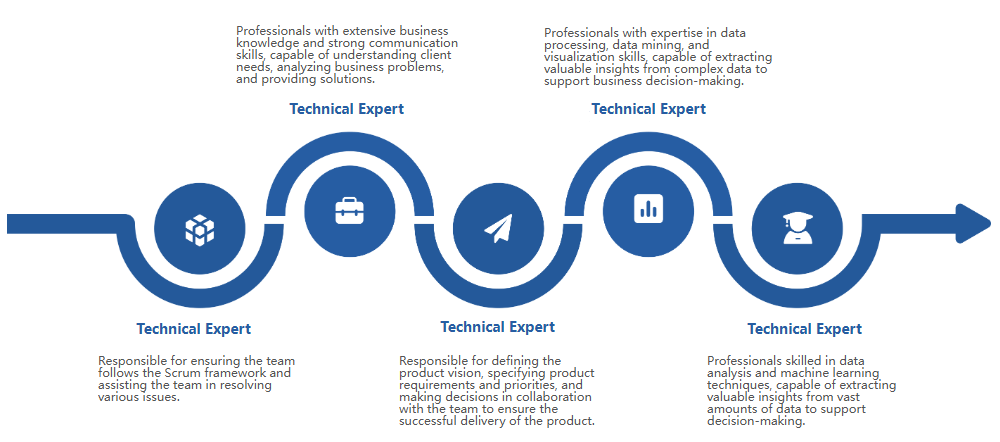 Professionals with extensive business
knowledge and strong communication
skills, capable of understanding client
needs, analyzing business problems,
and providing solutions.
Technical Expert
Professionals with expertise in data
processing, data mining, and
visualization skills, capable of extracting
valuable insights from complex data to
support business decision-making.
Technical Expert
Technical Expert
Responsible for ensuring the team
follows the Scrum framework and
assisting the team in resolving
various issues.
Technical Expert
Responsible for defining the
product vision, specifying product
requirements and priorities, and
making decisions in collaboration
with the team to ensure the
successful delivery of the product.
Technical Expert
Professionals skilled in data
analysis and machine learning
techniques, capable of extracting
valuable insights from vast
amounts of data to support
decision-making.